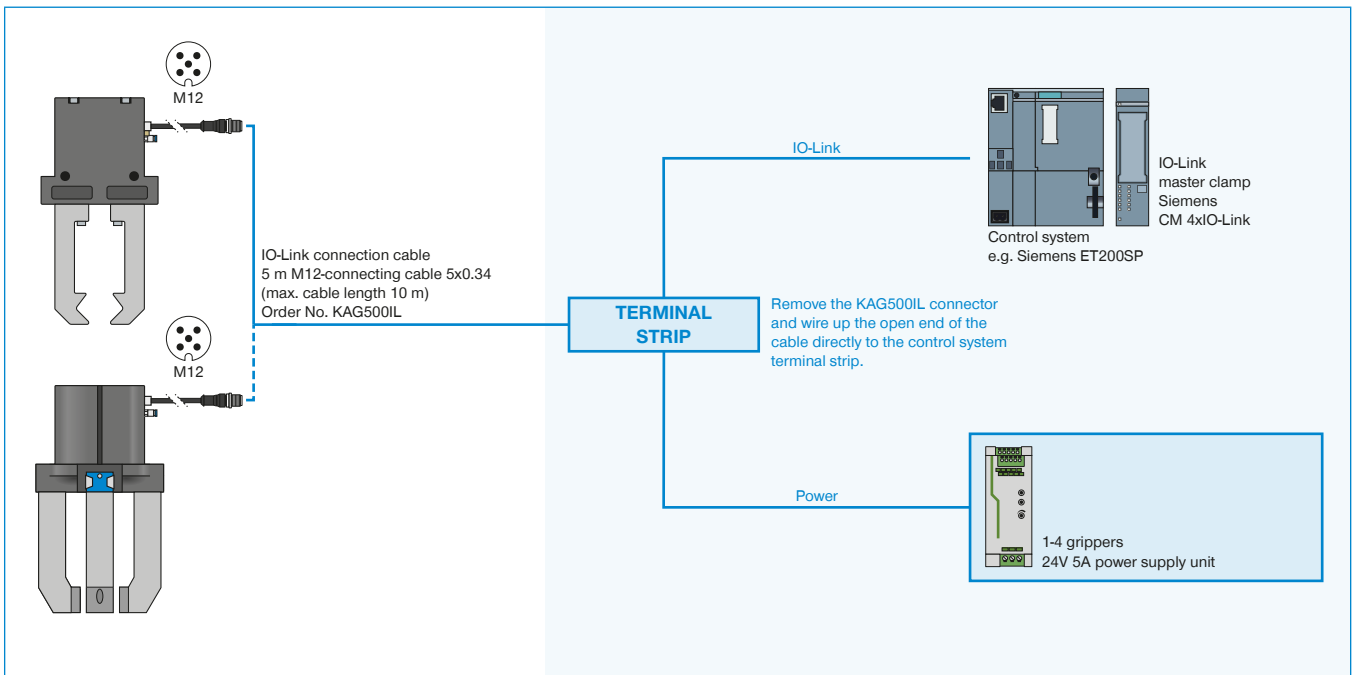 M12
IO-Link connection cable
5 m M12-connecting cable 5x0.34
(max. cable length 10 m)
Order No. KAG500IL
M12
TERMINAL
STRIP
Remove the KAG500IL connector
and wire up the open end of the
cable directly to the control system
terminal strip.
IO-Link
Control system
e.g. Siemens ET200SP
IO-Link
master clamp
Siemens
CM 4xIO-Link
Power
1-4 grippers
24V 5A power supply unit